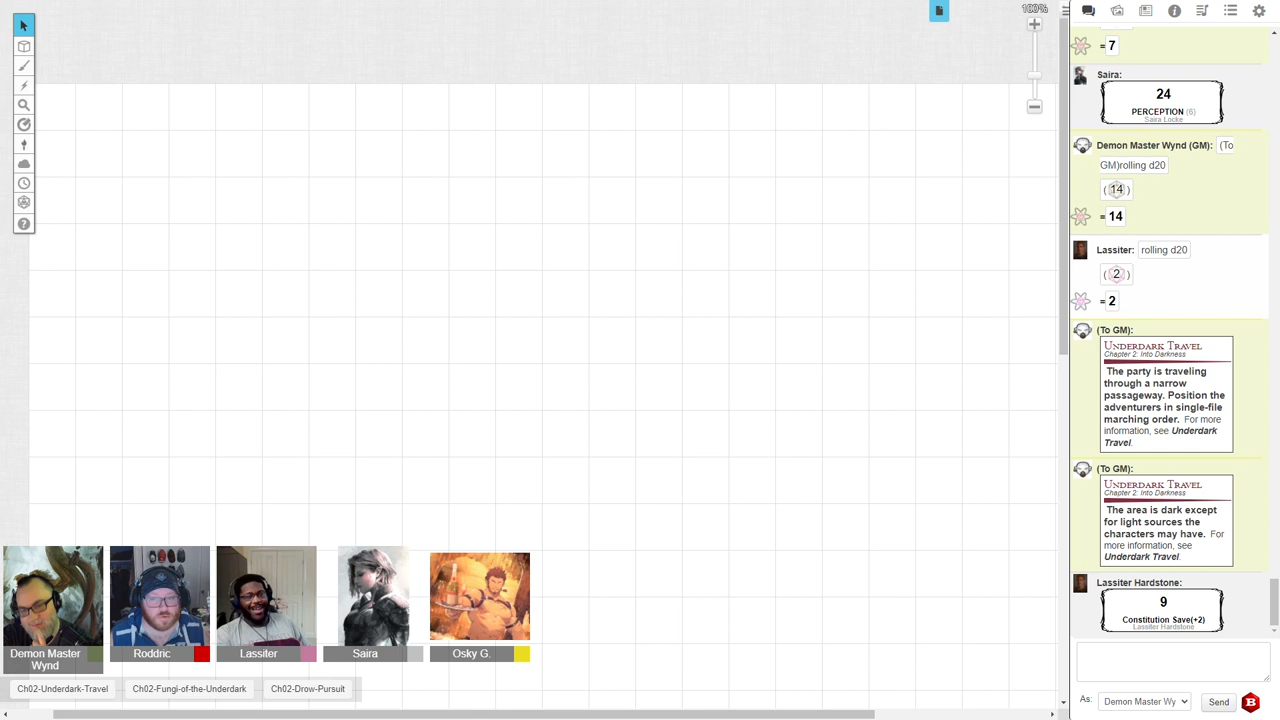 100%
= 7
Saira:
24
PERCEPTION (6)
Saira Locke
Demon Master Wynd (GM): (To
GM)rolling d20
(14)
= 14
Lassiter: rolling d20
(2)
= 2
(To GM):
UNDERDARK TRAVEL
Chapter 2: Into Darkness
The party is traveling
through a narrow
passageway. Position the
adventurers in single-file
marching order. For more
information, see Underdark
Travel.
(To GM):
UNDERDARK TRAVEL
Chapter 2: Into Darkness
The area is dark except
for light sources the
characters may have. For
more information, see
Underdark Travel.
Lassiter Hardstone:
9
Constitution Save(+2)
Lassiter Hardstone
Demon Master
Wynd
Roddric
Lassiter
Saira
Osky G.
Ch02-Underdark-Travel
Ch02-Fungi-of-the-Underdark
Ch02-Drow-Pursuit
As: Demon Master Wy
Send
B